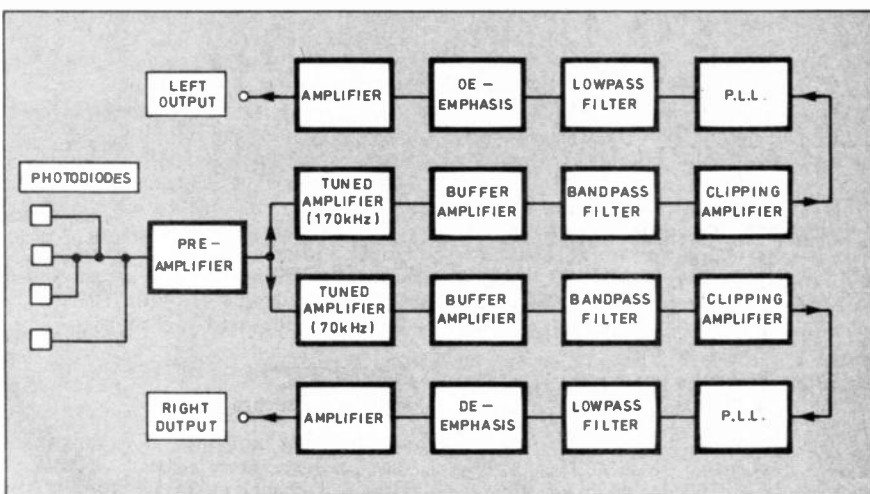 LEFT
OUTPUT
AMPLIFIER
DE-
EMPHASIS
LOWPASS
FILTER
P.L.L.
PHOTODIODES
TUNED
AMPLIFIER
(170kHz)
BUFFER
AMPLIFIER
BANDPASS
FILTER
CLIPPING
AMPLIFIER
PRE-
AMPLIFIER
TUNED
AMPLIFIER
(70kHz)
BUFFER
AMPLIFIER
BANDPASS
FILTER
CLIPPING
AMPLIFIER
RIGHT
OUTPUT
AMPLIFIER
DE-
EMPHASIS
LOWPASS
FILTER
P.L.L.